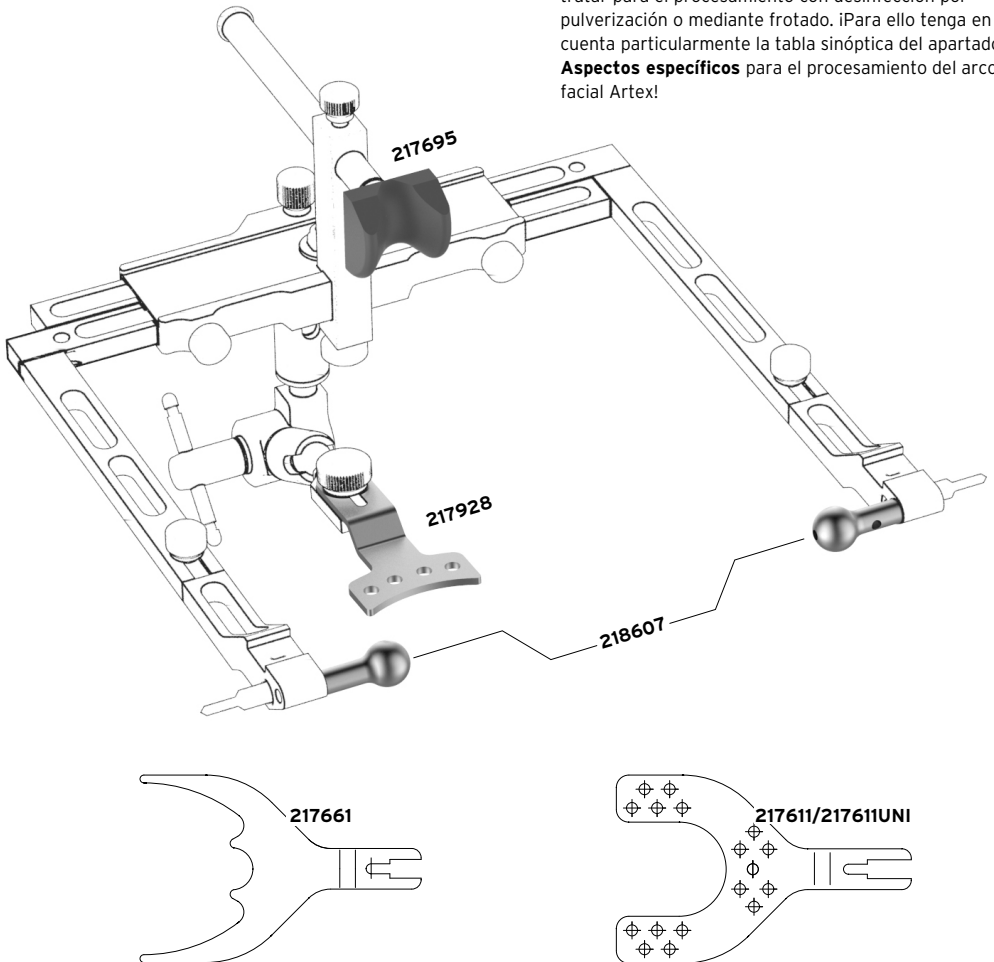 pulverización o mediante frotado. ¡Para ello tenga en
cuenta particularmente la tabla sinóptica del apartado
Aspectos específicos para el procesamiento del arco
facial Artex!
217695
217928
218607
217661
217611/217611UNI